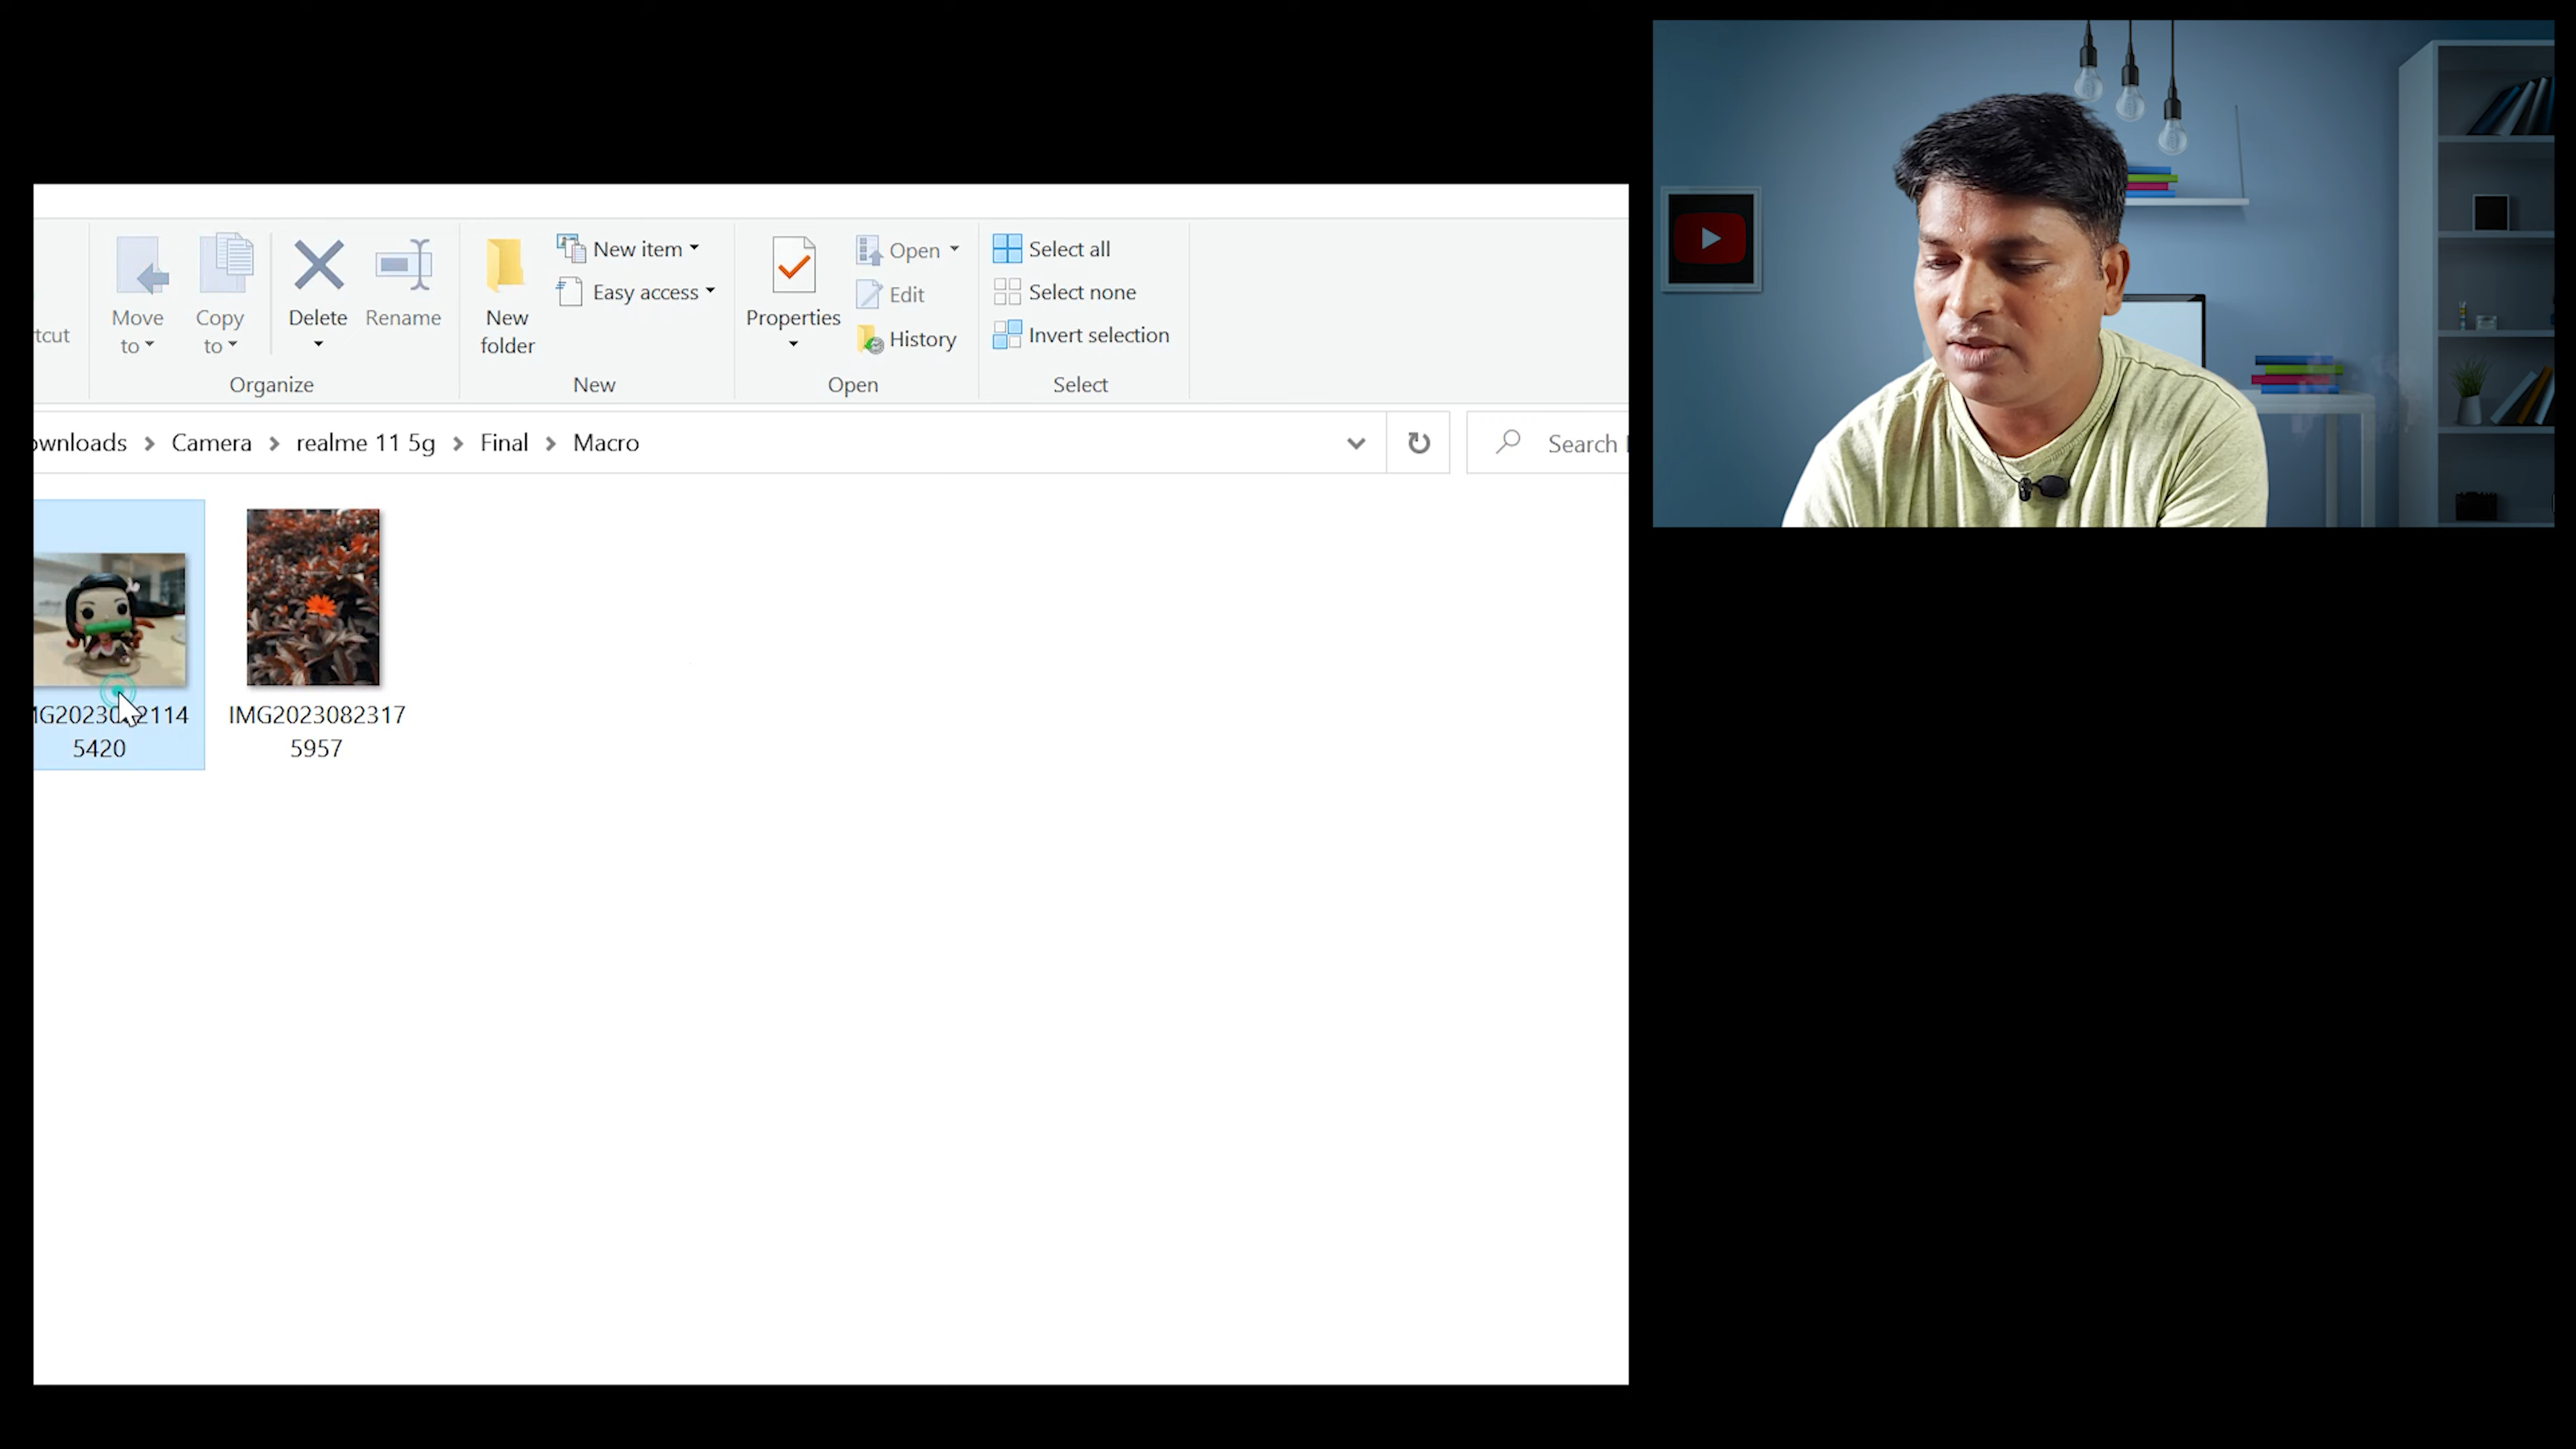 New item
Select all
Open
Easy access
Edit
Select none
tcut
Move
to
Copy
to
Delete
Rename
New
folder
Properties
History
Invert selection
Organize
New
Open
Select
ownloads > Camera > realme 11 5g > Final > Macro
Search
5420
IMG2023082317
5957